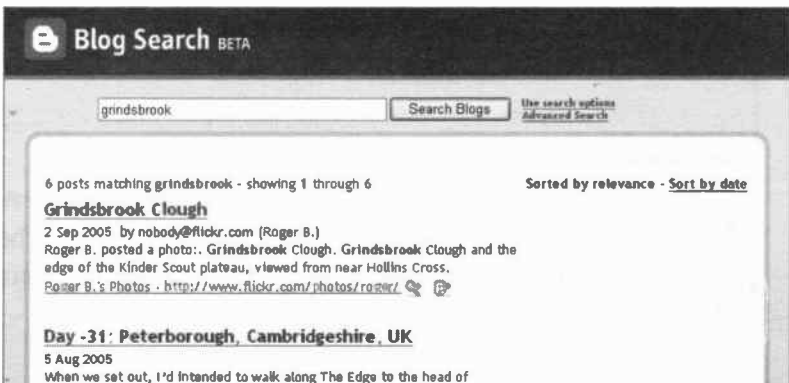 Blog Search BETA
grindsbrook Search Blogs Use search options
Advanced Search
6 posts matching grindsbrook - showing 1 through 6 Sorted by relevance - Sort by date
Grindsbrook Clough
2 Sep 2005 by nobody@flickr.com (Roger B.)
Roger B. posted a photo:. Grindsbrook Clough. Grindsbrook Clough and the
edge of the Kinder Scout plateau, viewed from near Hollins Cross.
Roger B.'s Photos - http://www.flickr.com/photos/roger/
Day -31: Peterborough, Cambridgeshire, UK
5 Aug 2005
When we set out, I'd intended to walk along The Edge to the head of